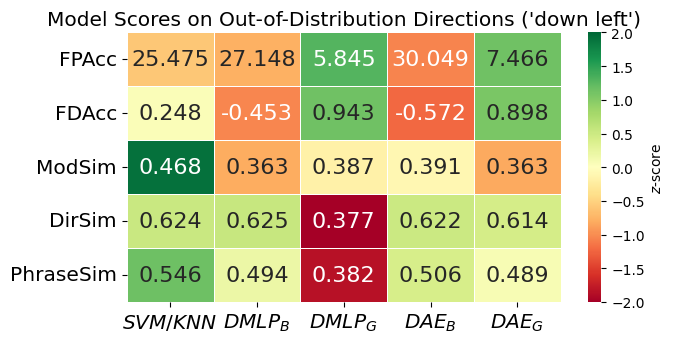 Model Scores on Out-of-Distribution Directions ('down left')
FPAcc 25.475 27.148 5.845 30.049 7.466
FDAcc 0.248 -0.453 0.943 -0.572 0.898
ModSim 0.468 0.363 0.387 0.391 0.363
DirSim 0.624 0.625 0.377 0.622 0.614
PhraseSim 0.546 0.494 0.382 0.506 0.489
SVM/KNN DMLP_B DMLP_G DAE_B DAE_G
2.0
1.5
1.0
0.5
0.0
−0.5
−1.0
−1.5
−2.0
z-score